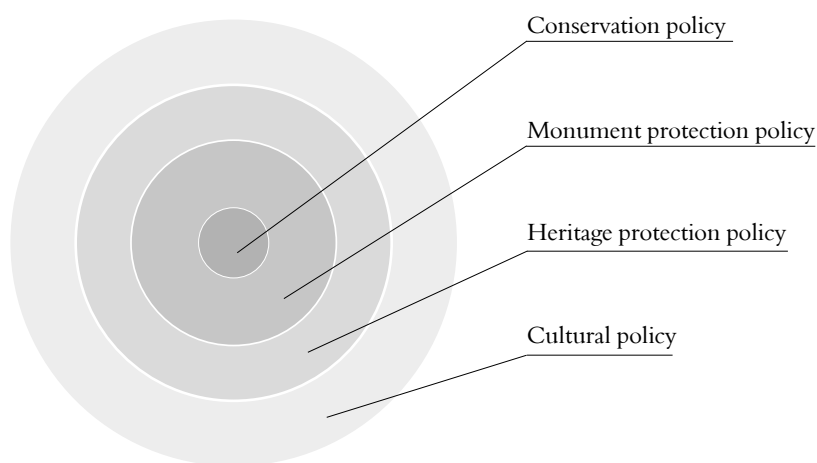 Conservation policy
Monument protection policy
Heritage protection policy
Cultural policy